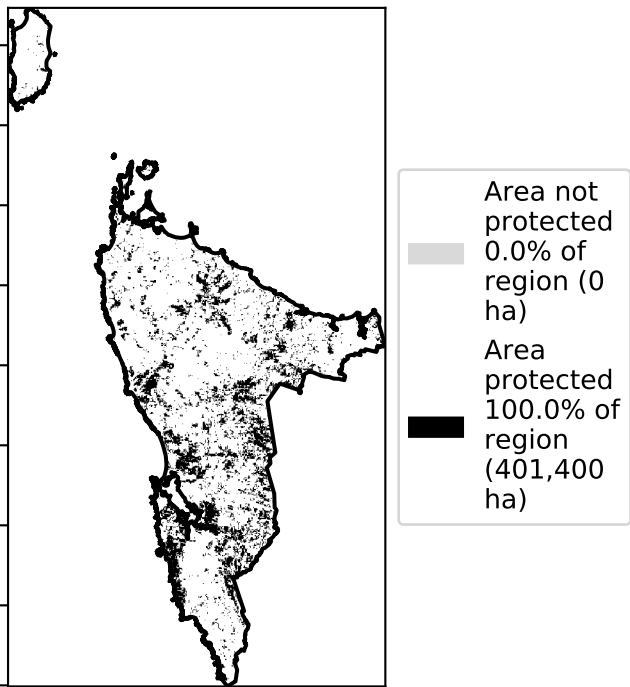 Area not
protected
0.0% of
region (0
ha)
Area
protected
100.0% of
region
(401,400
ha)